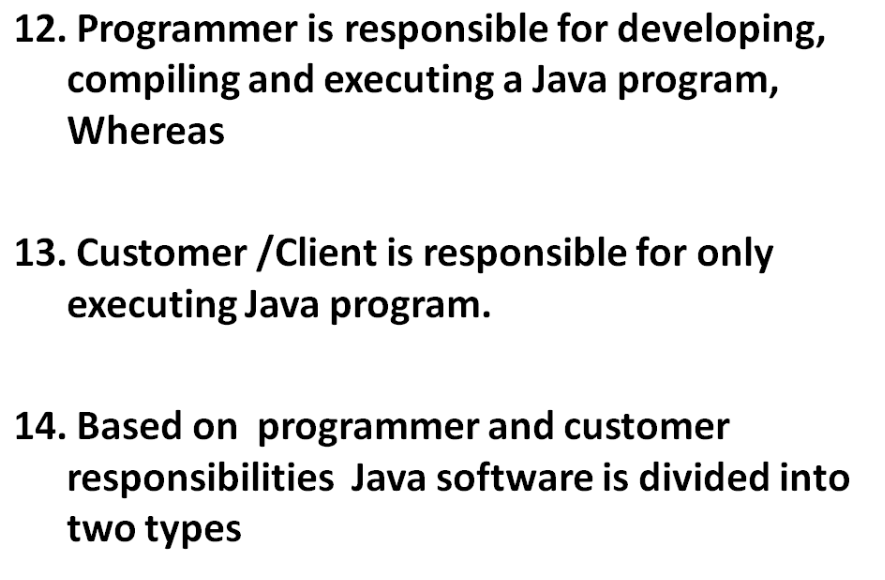 12. Programmer is responsible for developing,
compiling and executing a Java program,
Whereas
13. Customer /Client is responsible for only
executing Java program.
14. Based on  programmer and customer
responsibilities  Java software is divided into
two types